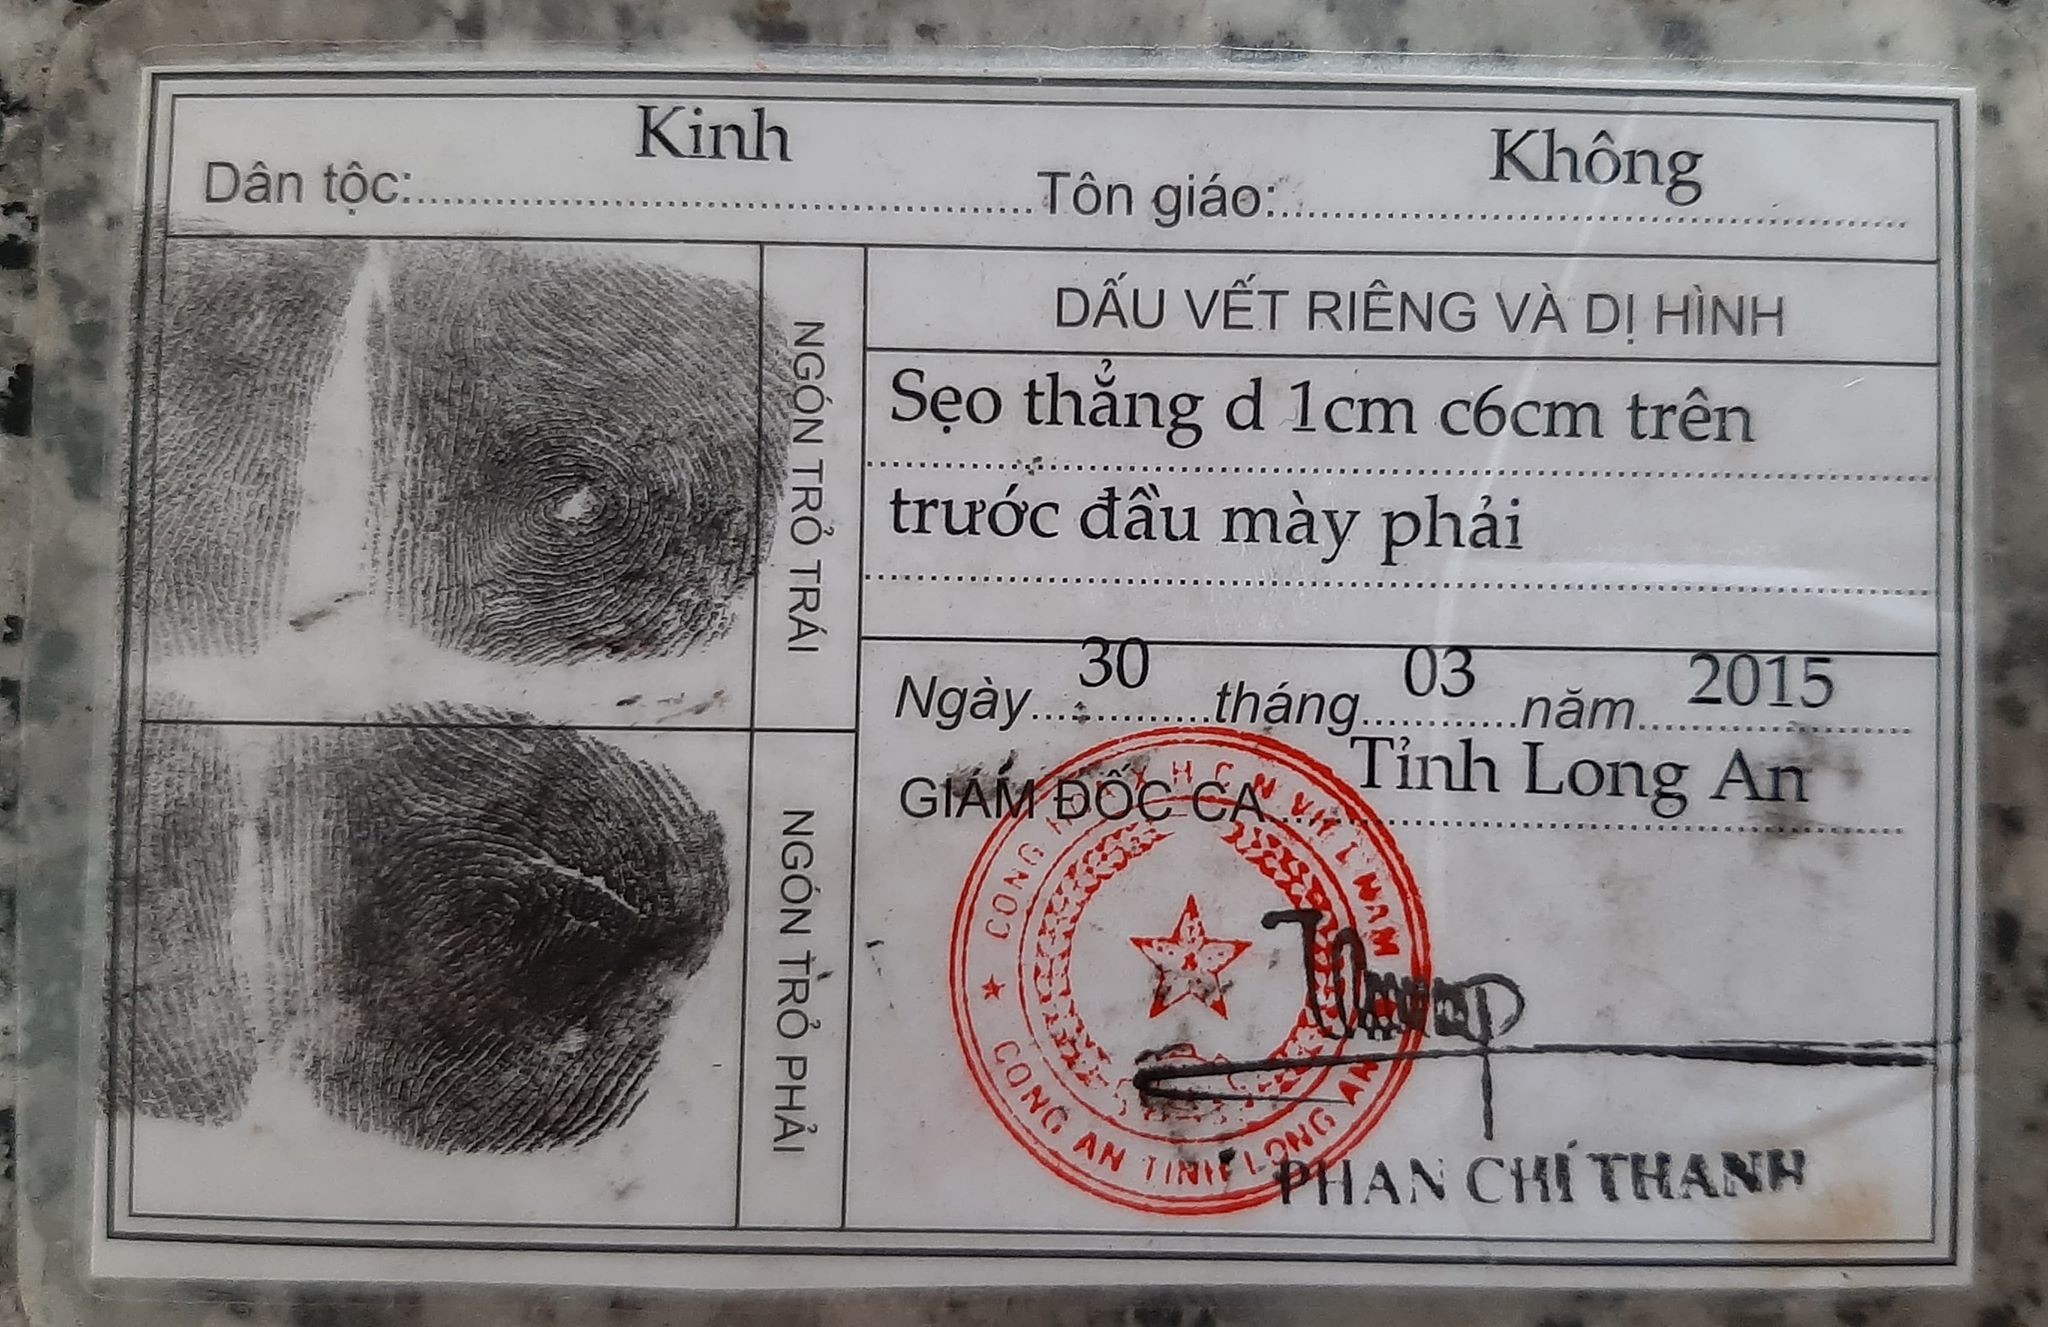 Dân tộc: Kinh Tôn giáo: Không
NGÓN TRỎ TRÁI
NGÓN TRỎ PHẢI
DẤU VẾT RIÊNG VÀ DỊ HÌNH
Sẹo thẳng d 1cm c6cm trên
trước đầu mày phải
Ngày 30 tháng 03 năm 2015
GIÁM ĐỐC CA Tỉnh Long An
CÔNG AN TỈNH LONG AN
PHAN CHÍ THANH